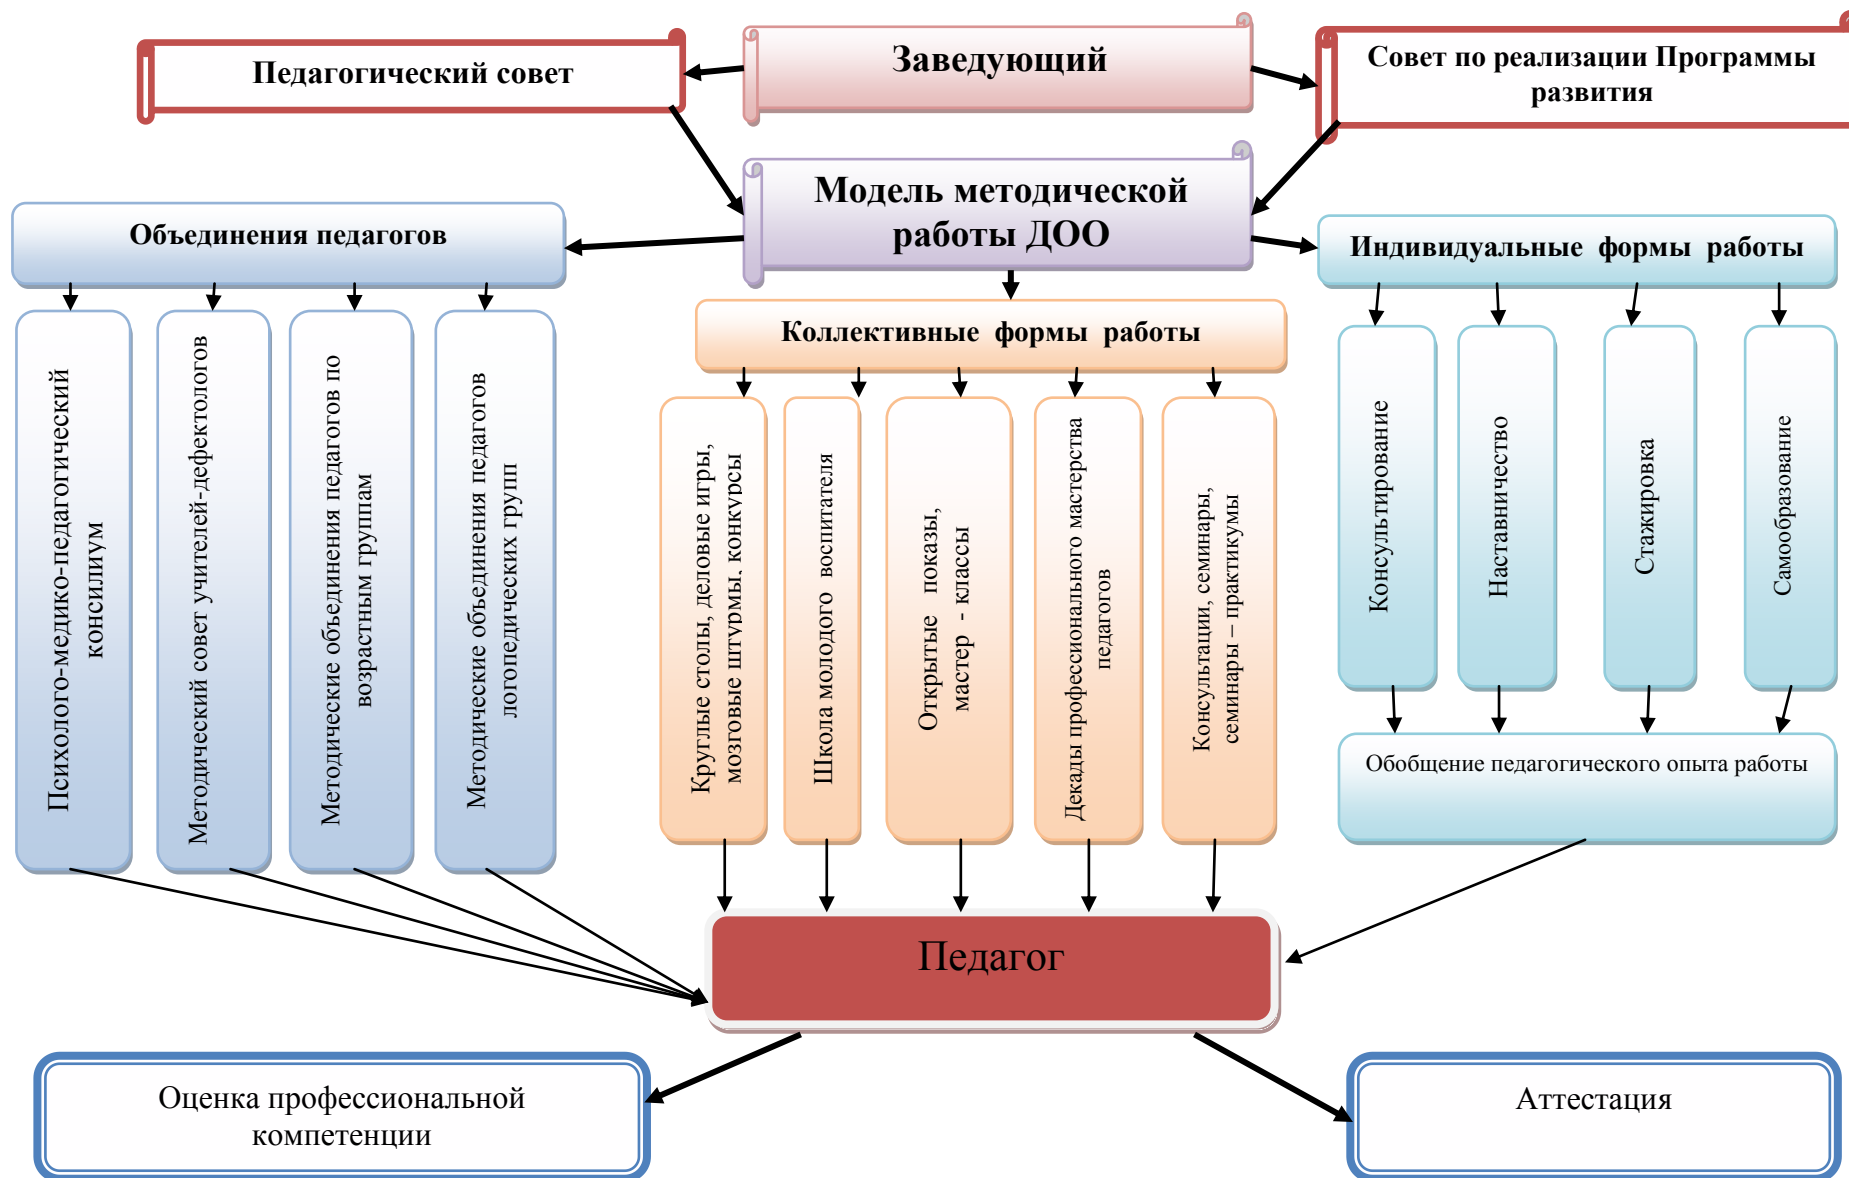 Педагогический совет
Заведующий
Совет по реализации Программы
развития
Модель методической
работы ДОО
Объединения педагогов
Индивидуальные формы работы
Коллективные формы работы
Психолого-медико-педагогический
консилиум
Методический совет учителей-дефектологов
Методические объединения педагогов по
возрастным группам
Методические объединения педагогов
логопедических групп
Круглые столы, деловые игры,
мозговые штурмы, конкурсы
Школа молодого воспитателя
Открытые показы,
мастер - классы
Декады профессионального мастерства
педагогов
Консультации, семинары,
семинары – практикумы
Консультирование
Наставничество
Стажировка
Самообразование
Обобщение педагогического опыта работы
Педагог
Оценка профессиональной
компетенции
Аттестация